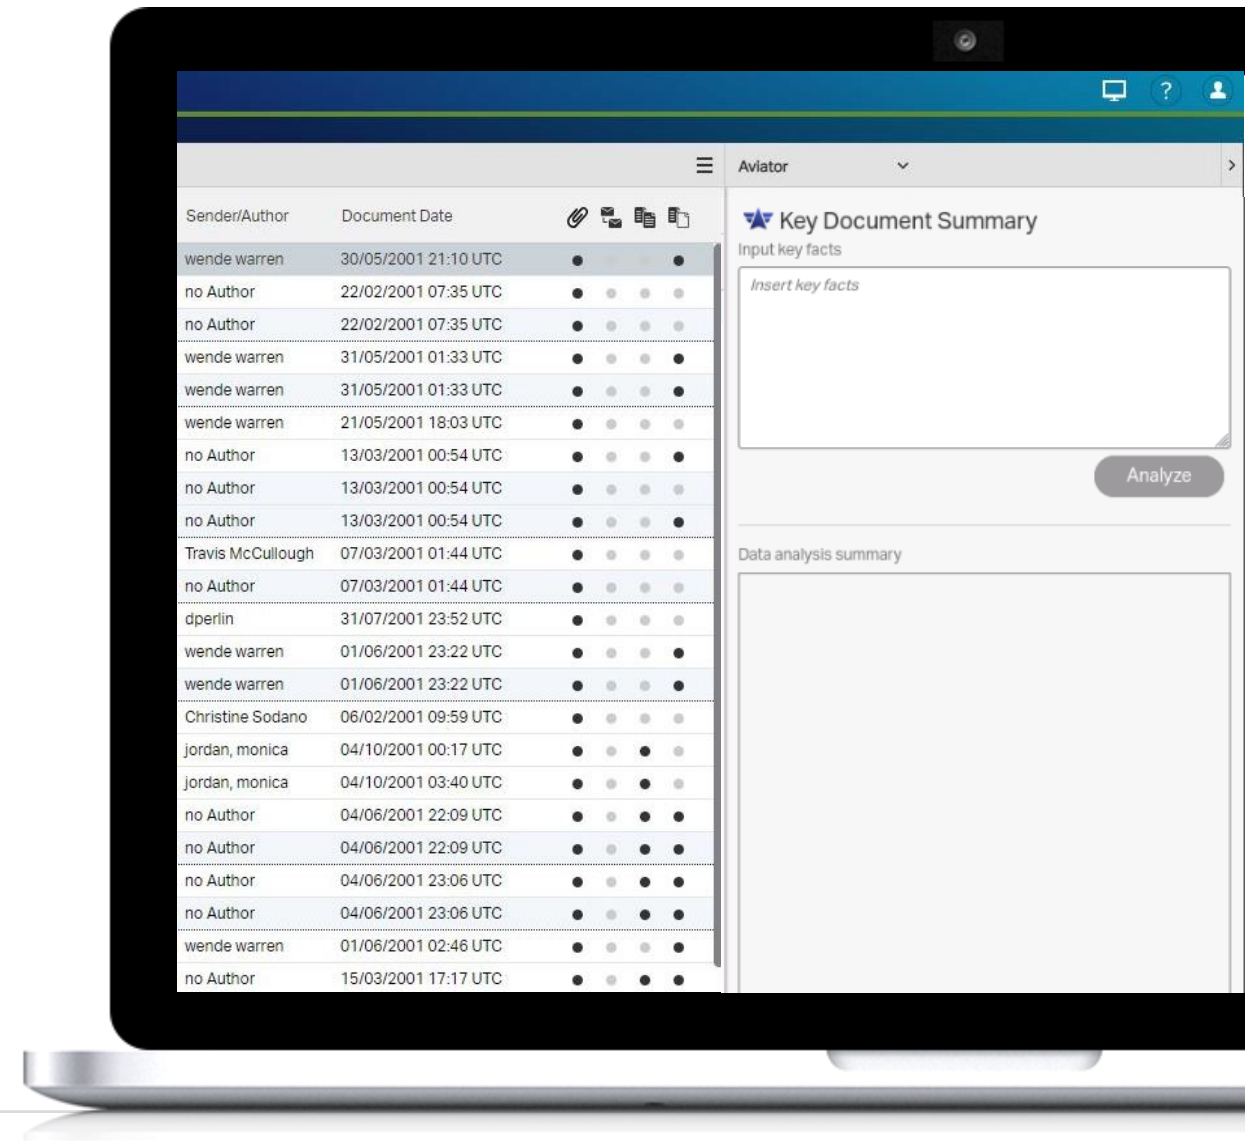 ?
Aviator
Sender/Author Document Date
Key Document Summary
Input key facts
Insert key facts
wende warren 30/05/2001 21:10 UTC
no Author 22/02/2001 07:35 UTC
no Author 22/02/2001 07:35 UTC
wende warren 31/05/2001 01:33 UTC
wende warren 31/05/2001 01:33 UTC
wende warren 21/05/2001 18:03 UTC
no Author 13/03/2001 00:54 UTC
no Author 13/03/2001 00:54 UTC
no Author 13/03/2001 00:54 UTC
Travis McCullough 07/03/2001 01:44 UTC
no Author 07/03/2001 01:44 UTC
dperlin 31/07/2001 23:52 UTC
wende warren 01/06/2001 23:22 UTC
wende warren 01/06/2001 23:22 UTC
Christine Sodano 06/02/2001 09:59 UTC
jordan, monica 04/10/2001 00:17 UTC
jordan, monica 04/10/2001 03:40 UTC
no Author 04/06/2001 22:09 UTC
no Author 04/06/2001 22:09 UTC
no Author 04/06/2001 23:06 UTC
no Author 04/06/2001 23:06 UTC
wende warren 01/06/2001 02:46 UTC
no Author 15/03/2001 17:17 UTC
Analyze
Data analysis summary